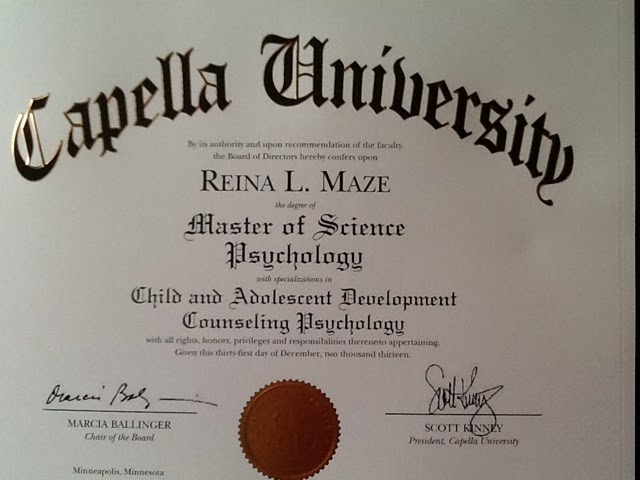 Capella University
By its authority and upon recommendation of the faculty,
the Board of Directors hereby confers upon
REINA L. MAZE
the degree of
Master of Science
Psychology
with specializations in
Child and Adolescent Development
Counseling Psychology
with all rights, honors, privileges and responsibilities thereunto appertaining.
Given this thirty-first day of December, two thousand thirteen.
MARCIA BALLINGER
Chair of the Board
SCOTT KINNEY
President, Capella University
Minneapolis, Minnesota